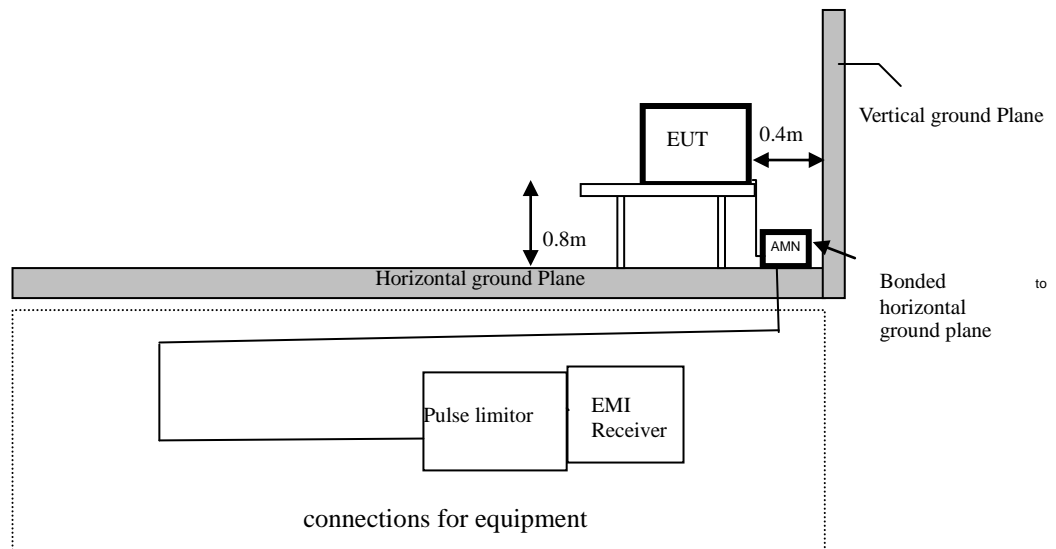 EUT
0.4m
Vertical ground Plane
0.8m
AMN
Horizontal ground Plane
Bonded to
horizontal
ground plane
Pulse limitor
EMI
Receiver
connections for equipment